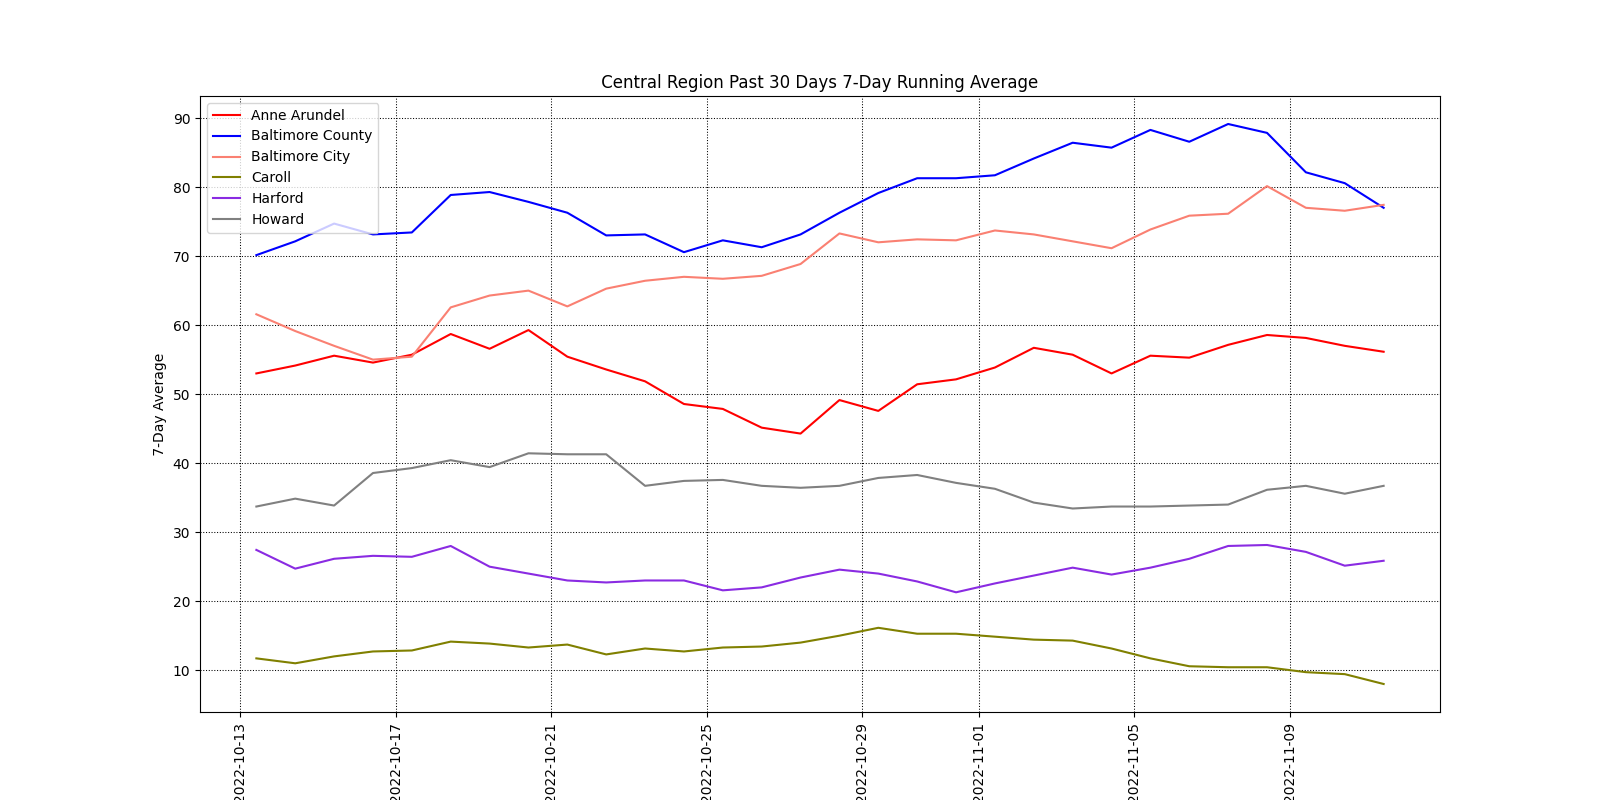 Central Region Past 30 Days 7-Day Running Average
Anne Arundel
Baltimore County
Baltimore City
Caroll
Harford
Howard
7-Day Average
90
80
70
60
50
40
30
20
10
2022-10-13
2022-10-17
2022-10-21
2022-10-25
2022-10-29
2022-11-01
2022-11-05
2022-11-09